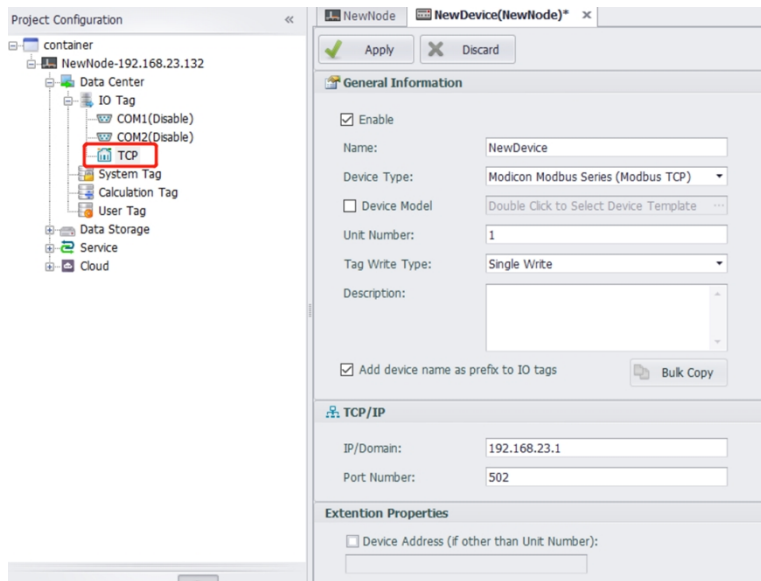 Project Configuration
«
container
NewNode-192.168.23.132
Data Center
IO Tag
COM1(Disable)
COM2(Disable)
TCP
System Tag
Calculation Tag
User Tag
Data Storage
Service
Cloud
NewNode
NewDevice(NewNode)*
Apply
Discard
General Information
Enable
Name: NewDevice
Device Type: Modicon Modbus Series (Modbus TCP)
Device Model Double Click to Select Device Template ...
Unit Number: 1
Tag Write Type: Single Write
Description:
Add device name as prefix to IO tags
Bulk Copy
TCP/IP
IP/Domain: 192.168.23.1
Port Number: 502
Extention Properties
Device Address (if other than Unit Number):